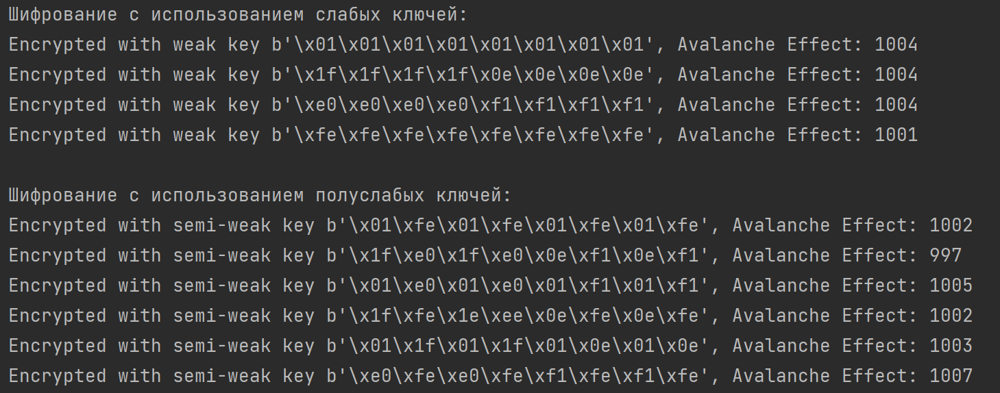 Шифрование с использованием слабых ключей:
Encrypted with weak key b'\x01\x01\x01\x01\x01\x01\x01\x01', Avalanche Effect: 1004
Encrypted with weak key b'\x1f\x1f\x1f\x1f\x0e\x0e\x0e\x0e', Avalanche Effect: 1004
Encrypted with weak key b'\xe0\xe0\xe0\xe0\xf1\xf1\xf1\xf1', Avalanche Effect: 1004
Encrypted with weak key b'\xfe\xfe\xfe\xfe\xfe\xfe\xfe\xfe', Avalanche Effect: 1001
Шифрование с использованием полуслабых ключей:
Encrypted with semi-weak key b'\x01\xfe\x01\xfe\x01\xfe\x01\xfe', Avalanche Effect: 1002
Encrypted with semi-weak key b'\x1f\xe0\x1f\xe0\x0e\xf1\x0e\xf1', Avalanche Effect: 997
Encrypted with semi-weak key b'\x01\xe0\x01\xe0\x01\xf1\x01\xf1', Avalanche Effect: 1005
Encrypted with semi-weak key b'\x1f\xfe\x1e\xee\x0e\xfe\x0e\xfe', Avalanche Effect: 1002
Encrypted with semi-weak key b'\x01\x1f\x01\x1f\x01\x0e\x01\x0e', Avalanche Effect: 1003
Encrypted with semi-weak key b'\xe0\xfe\xe0\xfe\xf1\xfe\xf1\xfe', Avalanche Effect: 1007